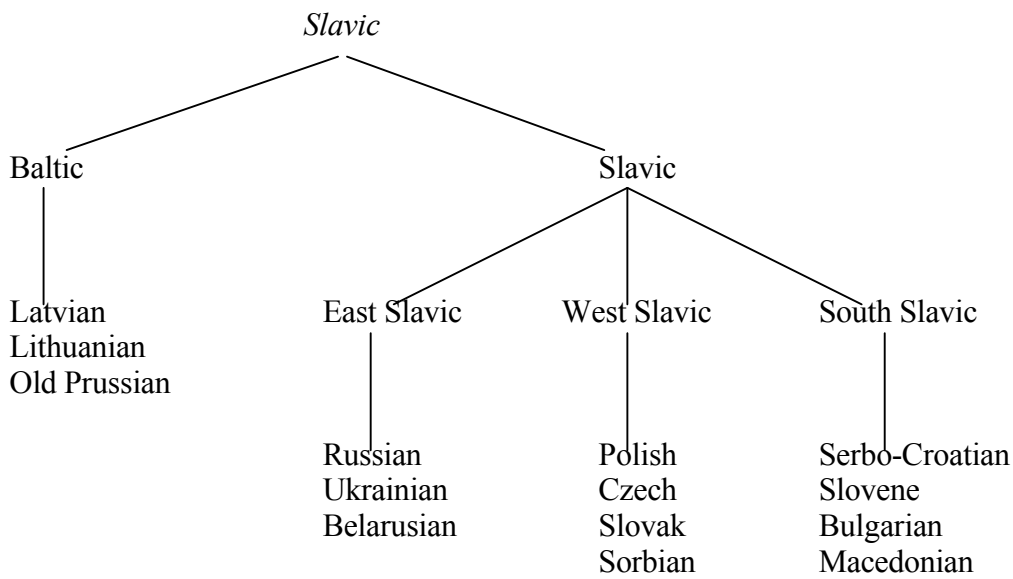 Slavic
Baltic
Slavic
Latvian
Lithuanian
Old Prussian
East Slavic
West Slavic
South Slavic
Russian
Ukrainian
Belarusian
Polish
Czech
Slovak
Sorbian
Serbo-Croatian
Slovene
Bulgarian
Macedonian